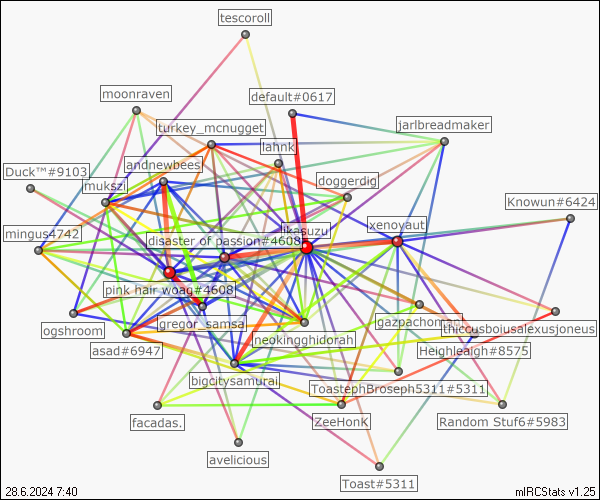 tescoroll
moonraven
default#0617
turkey_mcnugget
jarlbreadmaker
lahnk
andnewbees
Duck™#9103
mukszi
doggerdig
Knowun#6424
xenoyaut
likasuzu
mingus4742
disaster of passion#4608
pink hair woag#4608
ogshroom
gregor_samsa
gazpachomagi
thiccusboiusalexusjoneus
neokingghidorah
asad#6947
Heighleaigh#8575
bigcitysamurai
ToastephBroseph5311#5311
facadas.
ZeeHonK
Random Stuf6#5983
avelicious
Toast#5311
28.6.2024 7:40
mIRCStats v1.25